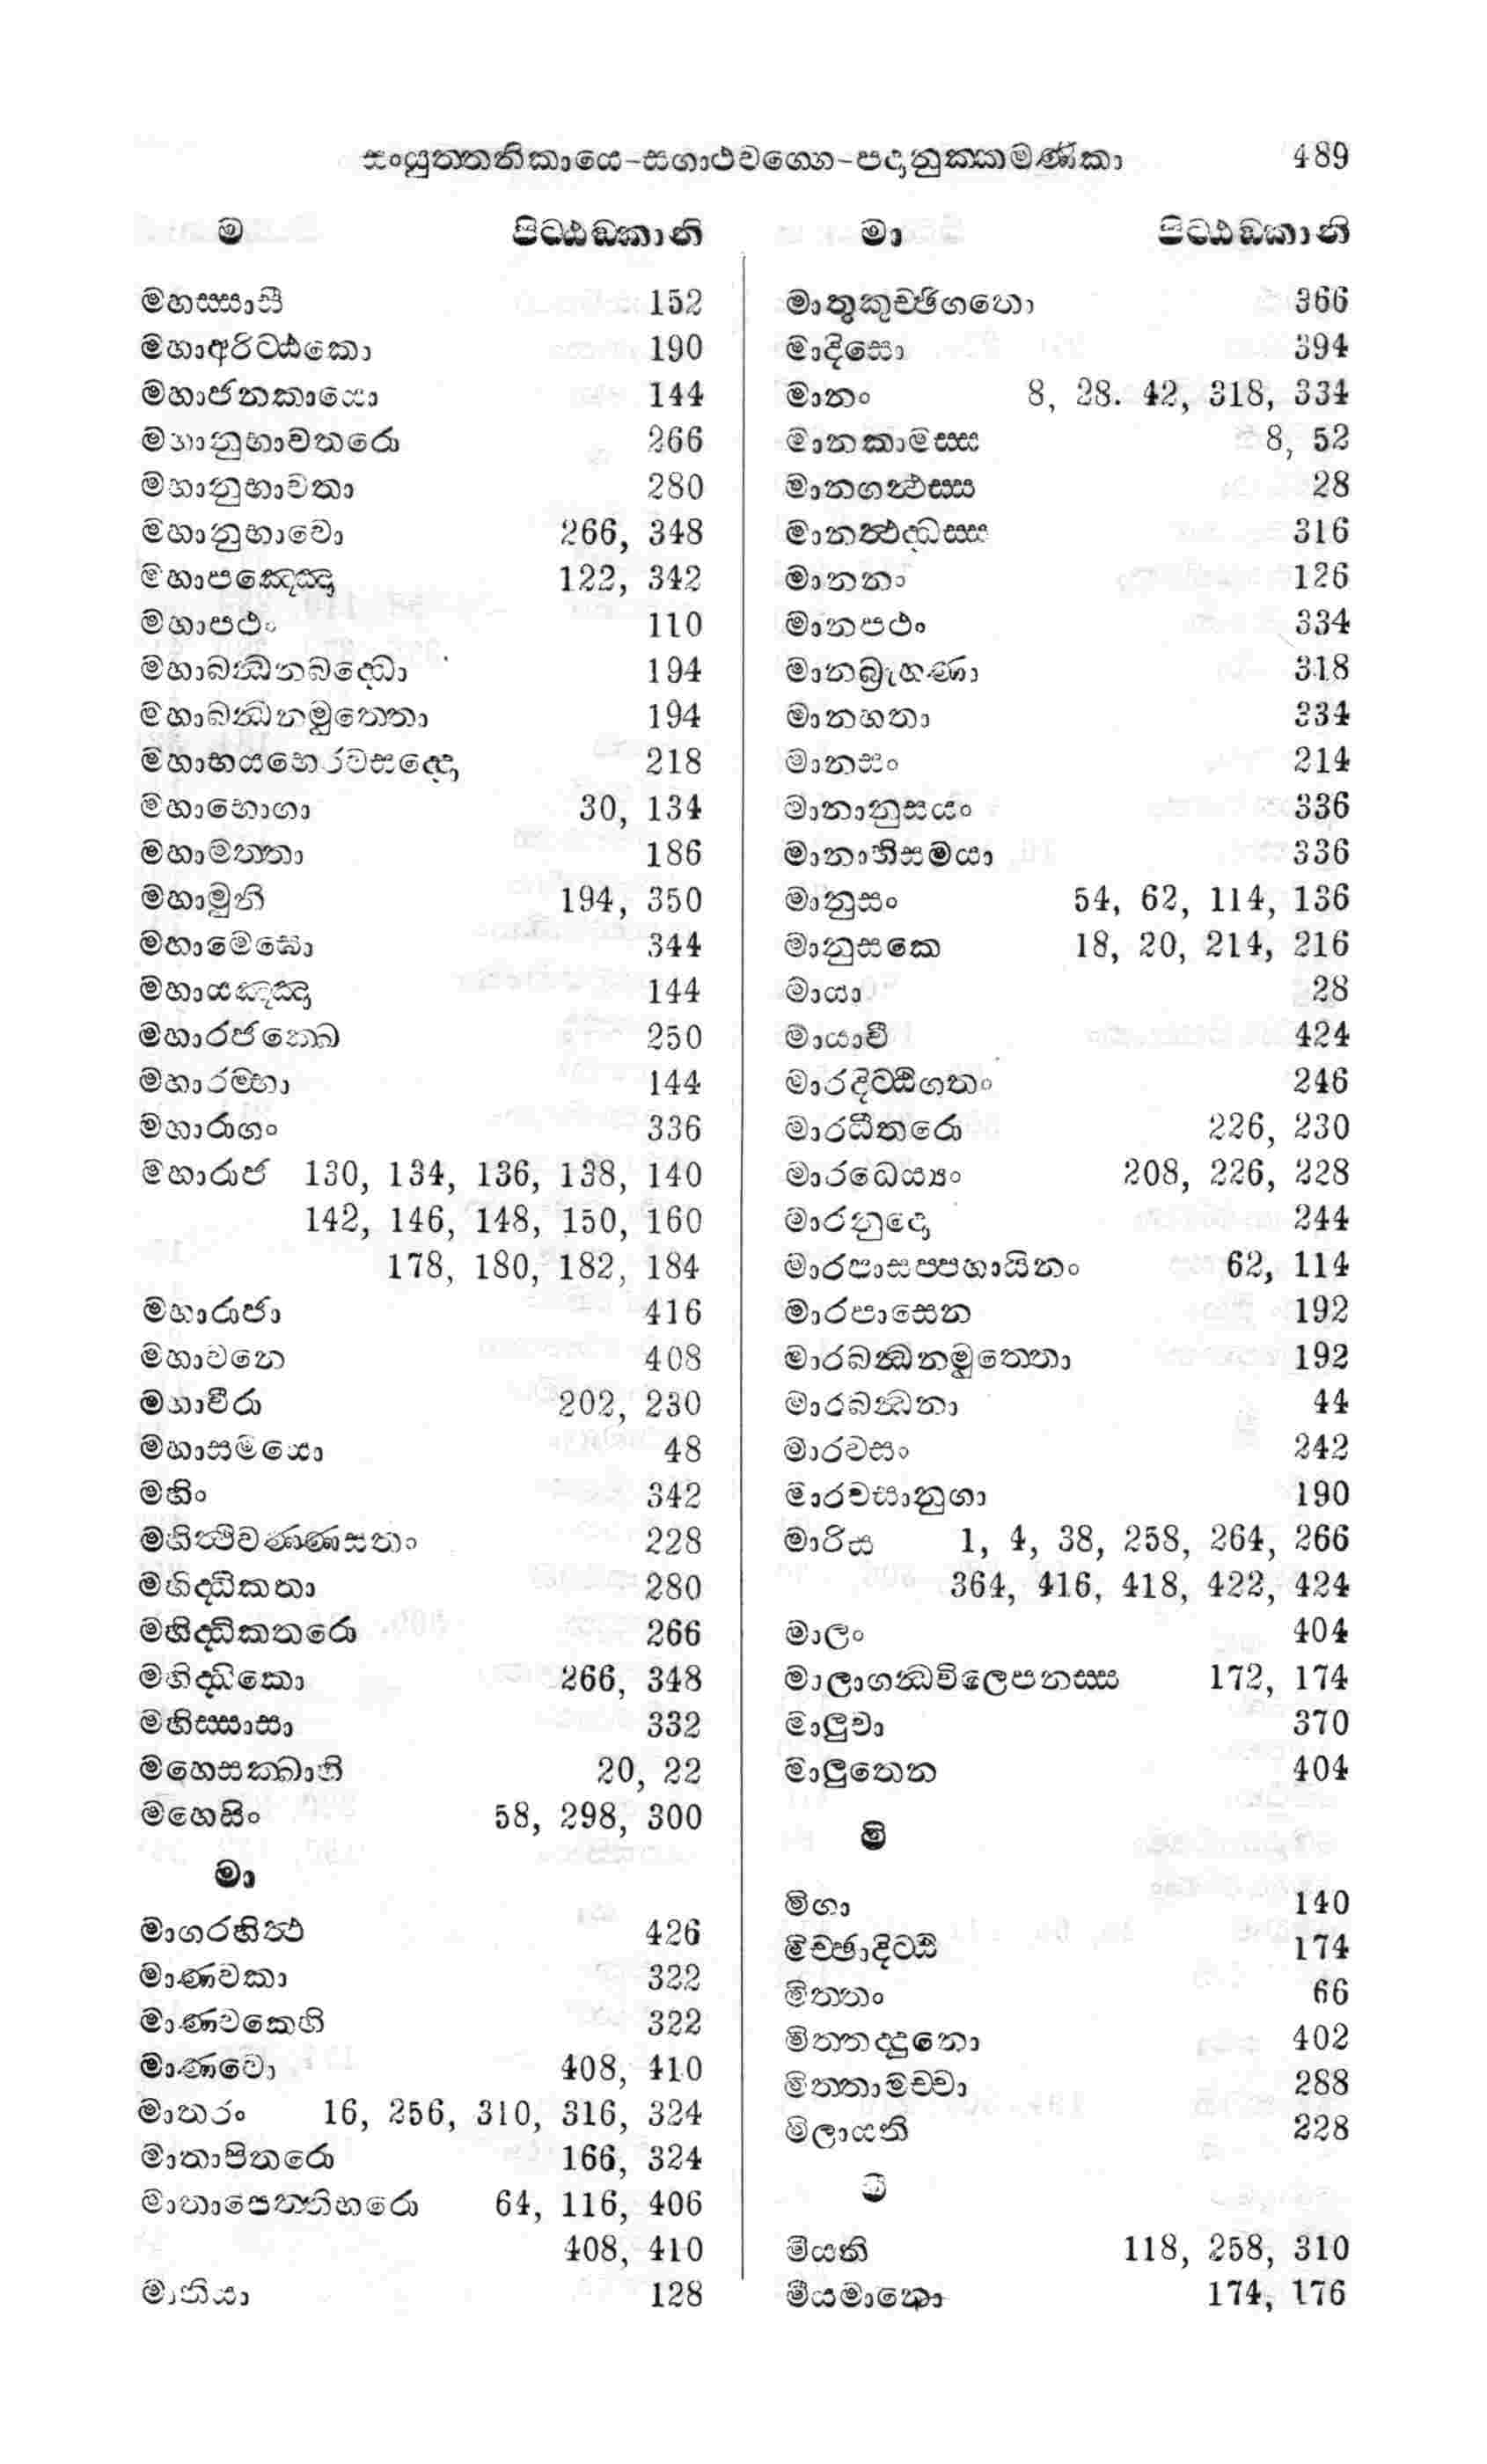 සංයුත්තනිකායෙ-සගාථවග්ගෙ-පදානුක්කමණිකා 489
ම පිට්ඨඞ්කානි
මහස්සාසී 152
මහාඅරිට්ඨකො 190
මහාජනකායො 144
මහානුභාවතරො 266
මහානුභාවතා 280
මහානුභාවො 266, 348
මහාපඤ්ඤො 122, 342
මහාපථං 110
මහාබන්ධනබද්ධො 194
මහාබන්ධනමුත්තො 194
මහාභයභෙරවසද්දො 218
මහාභොගා 30, 134
මහාමත්තා 186
මහාමුනි 194, 350
මහාමෙඝො 344
මහායඤ්ඤා 144
මහාරජක්ඛෙ 250
මහාරම්භා 144
මහාරාගං 336
මහාරාජ 130, 134, 136, 138, 140
142, 146, 148, 150, 160
178, 180, 182, 184
මහාරාජා 416
මහාවනෙ 408
මහාවීරා 202, 230
මහාසමයො 48
මහිං 342
මහිත්ථිවණ්ණසතං 228
මහිද්ධිකතා 280
මහිද්ධිකතරො 266
මහිද්ධිකො 266, 348
මහිස්සාසා 332
මහෙසක්ඛානි 20, 22
මහෙසිං 58, 298, 300
මා
මාගරහිත්ථ 426
මාණවකා 322
මාණවකෙහි 322
මාණවො 408, 410
මාතරං 16, 256, 310, 316, 324
මාතාපිතරො 166, 324
මාතාපෙත්තිභරො 64, 116, 406
408, 410
මාතියා 128
මා පිට්ඨඞ්කානි
මාතුකුච්ඡිගතො 366
මාදිසො 394
මානං 8, 28. 42, 318, 334
මානකාමස්ස 8, 52
මානගන්ථස්ස 28
මානත්ථද්ධස්ස 316
මානනං 126
මානපථං 334
මානබ්‍රූහණා 318
මානහතා 334
මානසං 214
මානානුසයං 336
මානාභිසමයා 336
මානුසං 54, 62, 114, 136
මානුසකෙ 18, 20, 214, 216
මායා 28
මායාවී 424
මාරදිට්ඨිගතං 246
මාරධීතරො 226, 230
මාරධෙය්‍යං 208, 226, 228
මාරනුදො 244
මාරපාසප්පහායිනං 62, 114
මාරපාසෙන 192
මාරබන්ධනමුත්තො 192
මාරබන්ධනා 44
මාරවසං 242
මාරවසානුගා 190
මාරිස 1, 4, 38, 258, 264, 266
364, 416, 418, 422, 424
මාලං 404
මාලාගන්ධවිලෙපනස්ස 172, 174
මාලුවා 370
මාලුතෙන 404
මි
මිගා 140
මිච්ඡාදිට්ඨි 174
මිත්තං 66
මිත්තද්දුනො 402
මිත්තාමච්චා 288
මිලායති 228
මී
මීයති 118, 258, 310
මීයමානො 174, 176